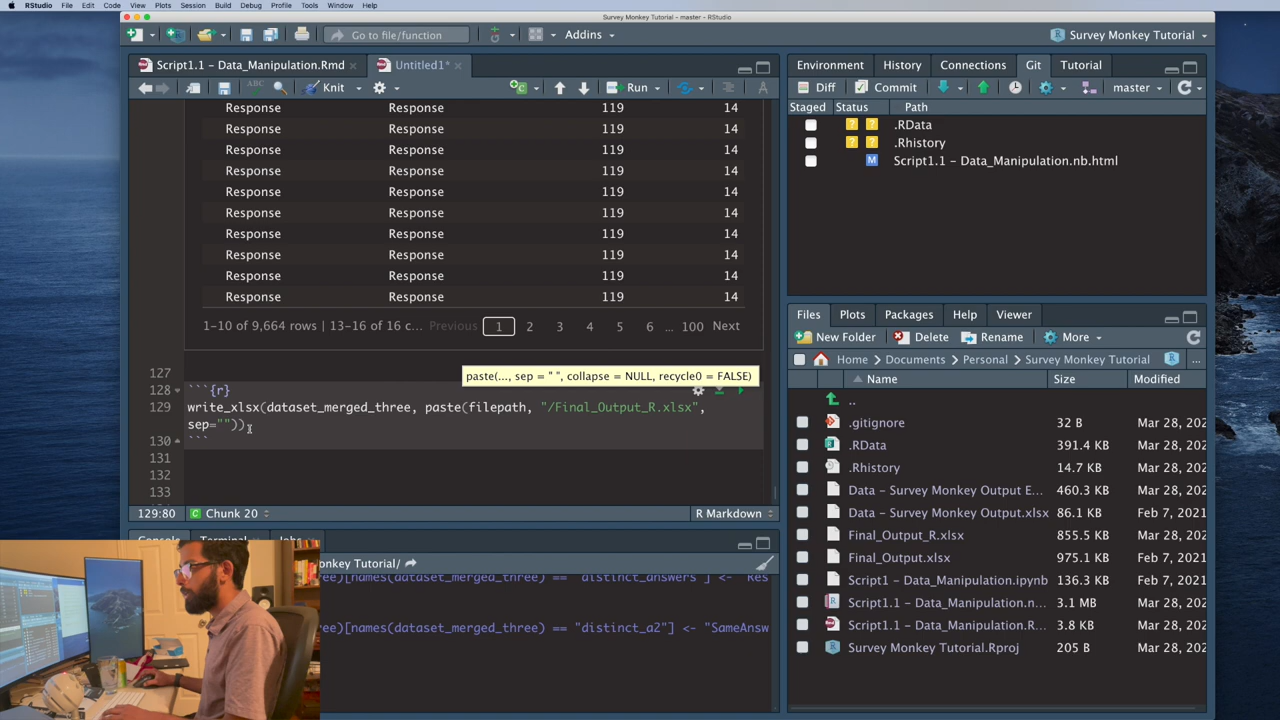 RStudio File Edit Code View Plots Session Build Debug Profile Tools Window Help
Survey Monkey Tutorial - master - RStudio
Go to file/function Addins Survey Monkey Tutorial
Script1.1 - Data_Manipulation.Rmd Untitled1*
Knit Run
Response Response 119 14
Response Response 119 14
Response Response 119 14
Response Response 119 14
Response Response 119 14
Response Response 119 14
Response Response 119 14
Response Response 119 14
Response Response 119 14
Response Response 119 14
1-10 of 9,664 rows | 13-16 of 16 c... Previous 1 2 3 4 5 6 ... 100 Next
127
paste(..., sep = " ", collapse = NULL, recycle0 = FALSE)
128 ```{r}
129 write_xlsx(dataset_merged_three, paste(filepath, "/Final_Output_R.xlsx",
sep=""))
130 ```
131
132
133
129:80 Chunk 20 R Markdown
Console Terminal Jobs
nkey Tutorial/
ree)[names(dataset_merged_three) == "distinct_answers"] <- "Res
ree)[names(dataset_merged_three) == "distinct_a2"] <- "SameAnsw
Environment History Connections Git Tutorial
Diff Commit master
Staged Status Path
? ? .RData
? ? .Rhistory
M Script1.1 - Data_Manipulation.nb.html
Files Plots Packages Help Viewer
New Folder Delete Rename More
Home Documents Personal Survey Monkey Tutorial ...
Name Size Modified
..
.gitignore 32 B Mar 28, 202
.RData 391.4 KB Mar 28, 202
.Rhistory 14.7 KB Mar 28, 202
Data - Survey Monkey Output E... 460.3 KB Mar 28, 202
Data - Survey Monkey Output.xlsx 86.1 KB Feb 7, 2021
Final_Output_R.xlsx 855.5 KB Mar 28, 202
Final_Output.xlsx 975.1 KB Feb 7, 2021
Script1 - Data_Manipulation.ipynb 136.3 KB Feb 7, 2021
Script1.1 - Data_Manipulation.n... 3.1 MB Mar 28, 202
Script1.1 - Data_Manipulation.R... 3.8 KB Mar 28, 202
Survey Monkey Tutorial.Rproj 205 B Mar 28, 202